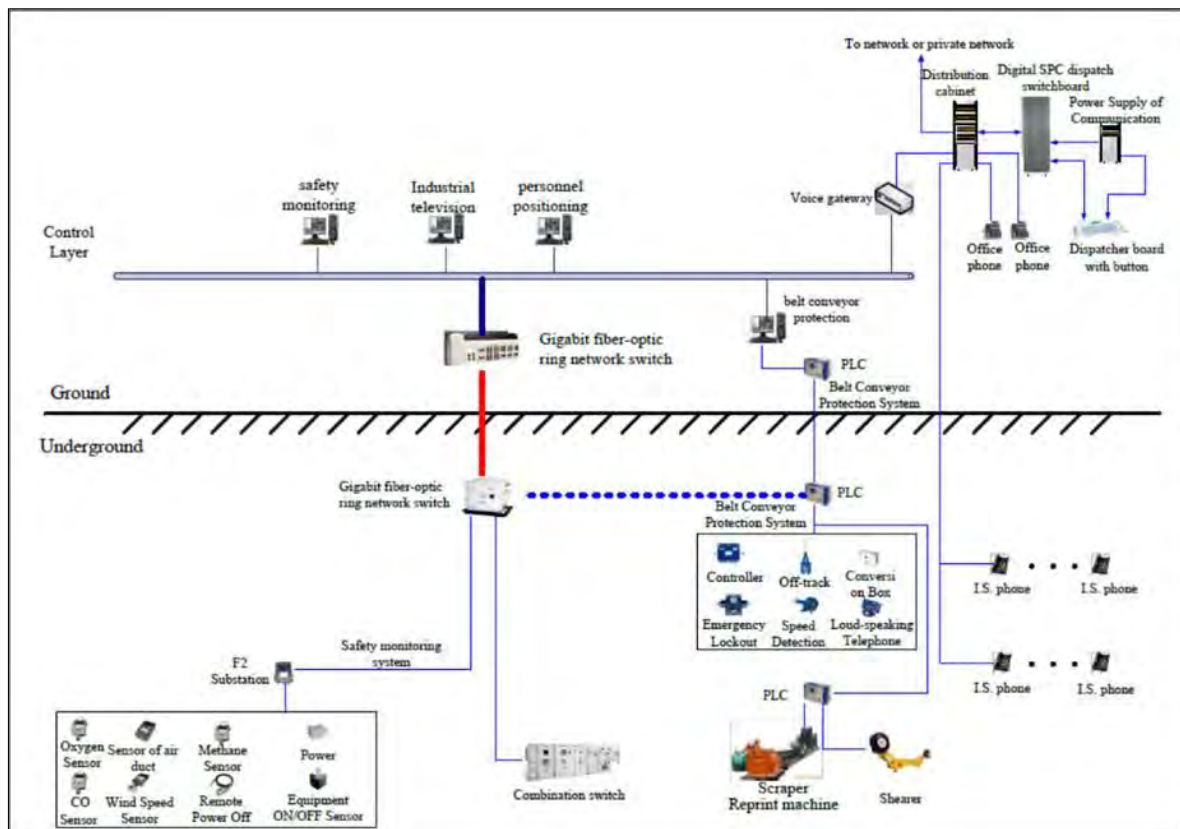 To network or private network
Distribution
cabinet
Digital SPC dispatch
switchboard
Power Supply of
Communication
safety
monitoring
Industrial
television
personnel
positioning
Voice gateway
Control
Layer
Office
phone
Office
phone
Dispatcher board
with button
belt conveyor
protection
Gigabit fiber-optic
ring network switch
PLC
Belt Conveyor
Protection System
Ground
Underground
Gigabit fiber-optic
ring network switch
PLC
Belt Conveyor
Protection System
Controller
Off-track
Conversi
on Box
Emergency
Lockout
Speed
Detection
Loud-speaking
Telephone
I.S. phone
I.S. phone
Safety monitoring
system
F2
Substation
I.S. phone
I.S. phone
PLC
Oxygen
Sensor
Sensor of air
duct
Methane
Sensor
Power
CO
Sensor
Wind Speed
Sensor
Remote
Power Off
Equipment
ON/OFF Sensor
Combination switch
Scraper
Reprint machine
Shearer